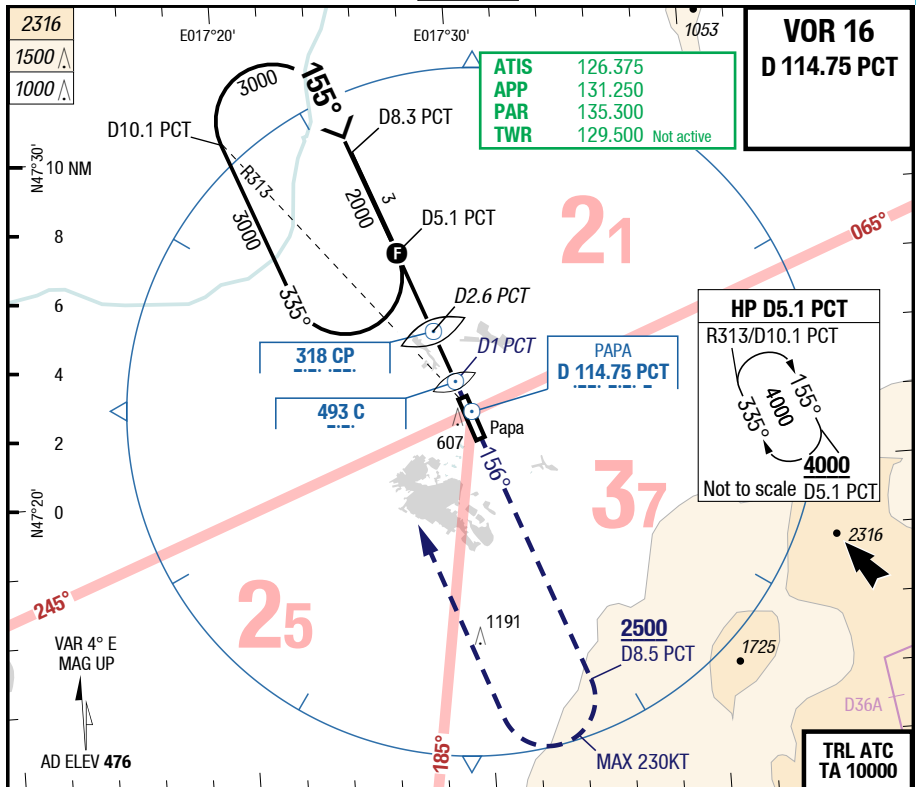 2316
1500
1000
E017°20'
E017°30'
1053
VOR 16
D 114.75 PCT
ATIS 126.375
APP 131.250
PAR 135.300
TWR 129.500 Not active
3000
155°
D10.1 PCT
D8.3 PCT
N47°30'
10 NM
R313
3
2000
3000
D5.1 PCT
F
21
065°
8
6
4
2
0
335°
D2.6 PCT
318 CP
D1 PCT
493 C
PAPA
D 114.75 PCT
Papa
607
156°
HP D5.1 PCT
R313/D10.1 PCT
155°
4000
335°
4000
Not to scale D5.1 PCT
N47°20'
37
2316
245°
25
1191
2500
D8.5 PCT
1725
VAR 4° E
MAG UP
D36A
AD ELEV 476
185°
MAX 230KT
TRL ATC
TA 10000